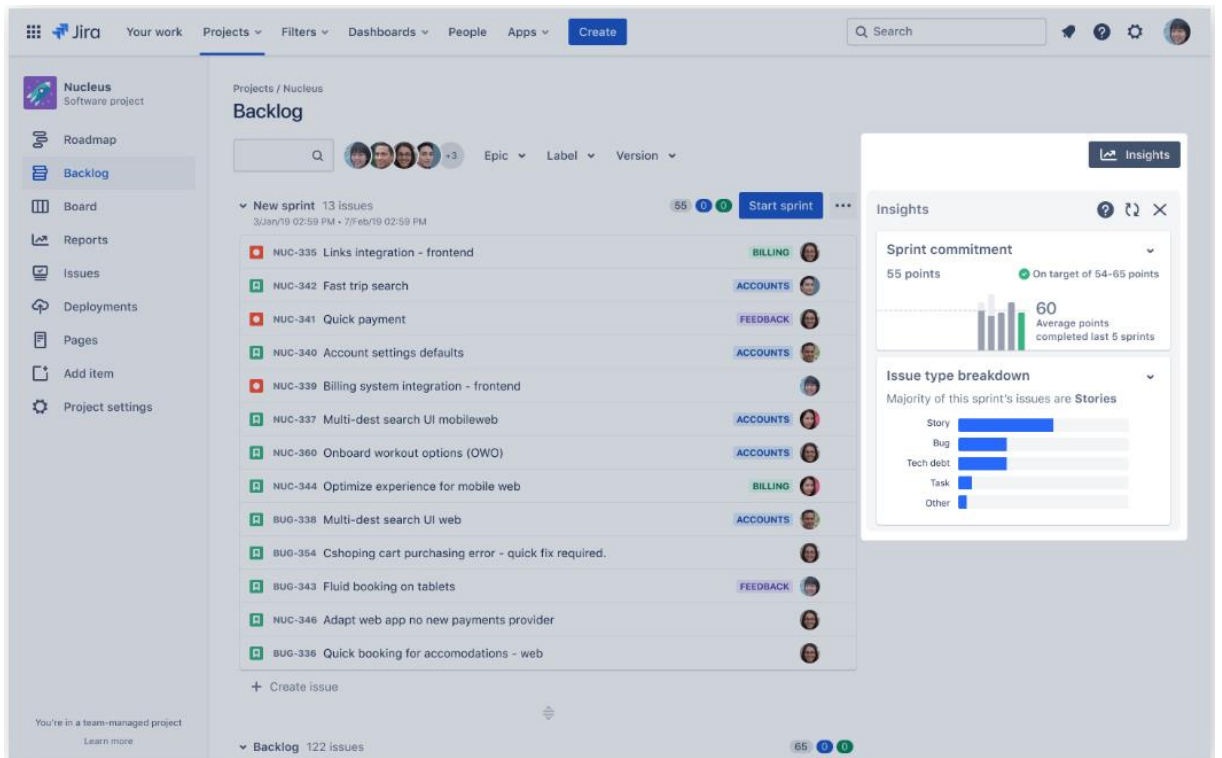 Jira Your work Projects Filters Dashboards People Apps Create Search
Nucleus
Software project
Roadmap
Backlog
Board
Reports
Issues
Deployments
Pages
Add item
Project settings
You're in a team-managed project
Learn more
Projects / Nucleus
Backlog
+3 Epic Label Version
New sprint 13 issues 55 0 0 Start sprint
3/Jan/19 02:59 PM • 7/Feb/19 02:59 PM
NUC-335 Links integration - frontend BILLING
NUC-342 Fast trip search ACCOUNTS
NUC-341 Quick payment FEEDBACK
NUC-340 Account settings defaults ACCOUNTS
NUC-339 Billing system integration - frontend
NUC-337 Multi-dest search UI mobileweb ACCOUNTS
NUC-360 Onboard workout options (OWO) ACCOUNTS
NUC-344 Optimize experience for mobile web BILLING
BUG-338 Multi-dest search UI web ACCOUNTS
BUG-354 Cshoping cart purchasing error - quick fix required.
BUG-343 Fluid booking on tablets FEEDBACK
NUC-346 Adapt web app no new payments provider
BUG-336 Quick booking for accomodations - web
+ Create issue
Backlog 122 issues 65 0 0
Insights
Insights
Sprint commitment
55 points On target of 54-65 points
60
Average points
completed last 5 sprints
Issue type breakdown
Majority of this sprint's issues are Stories
Story
Bug
Tech debt
Task
Other